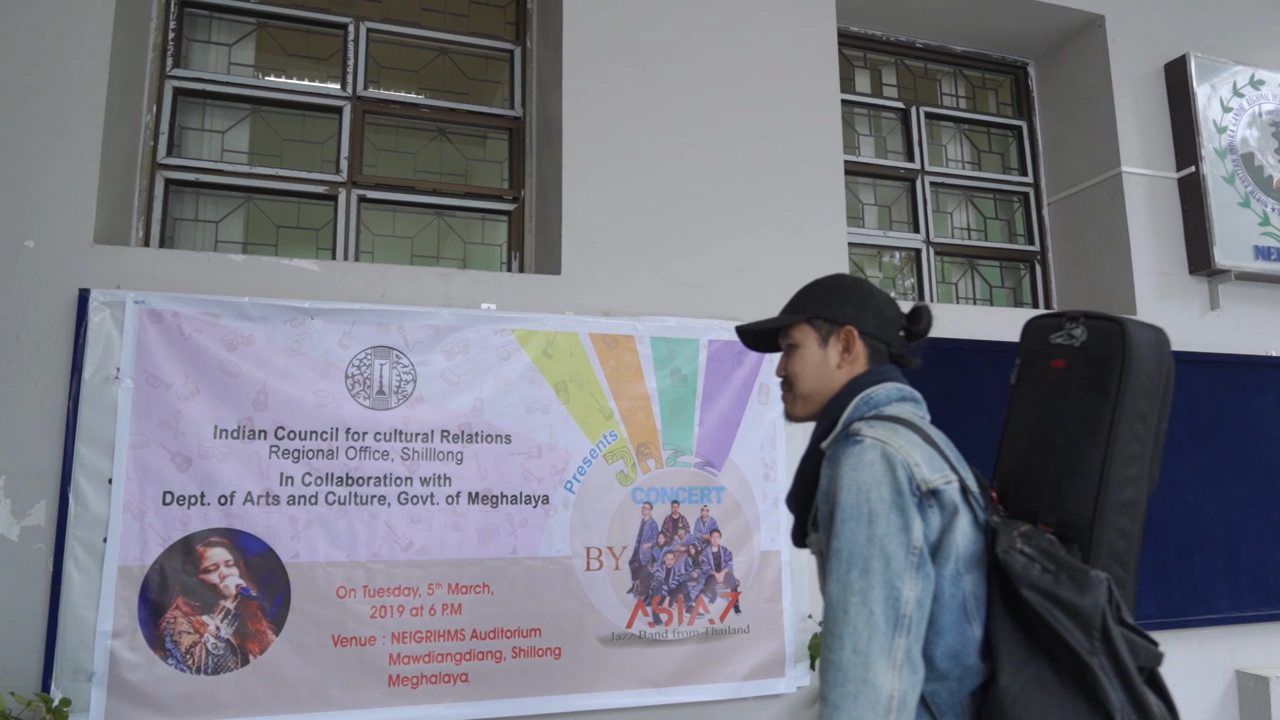 Indian Council for cultural Relations
Regional Office, Shilllong
In Collaboration with
Dept. of Arts and Culture, Govt. of Meghalaya
On Tuesday, 5th March,
2019 at 6 P.M
Venue : NEIGRIHMS Auditorium
Mawdiangdiang, Shillong
Meghalaya
Presents
JAZZ
CONCERT
BY
ASIA7
Jazz Band from Thailand